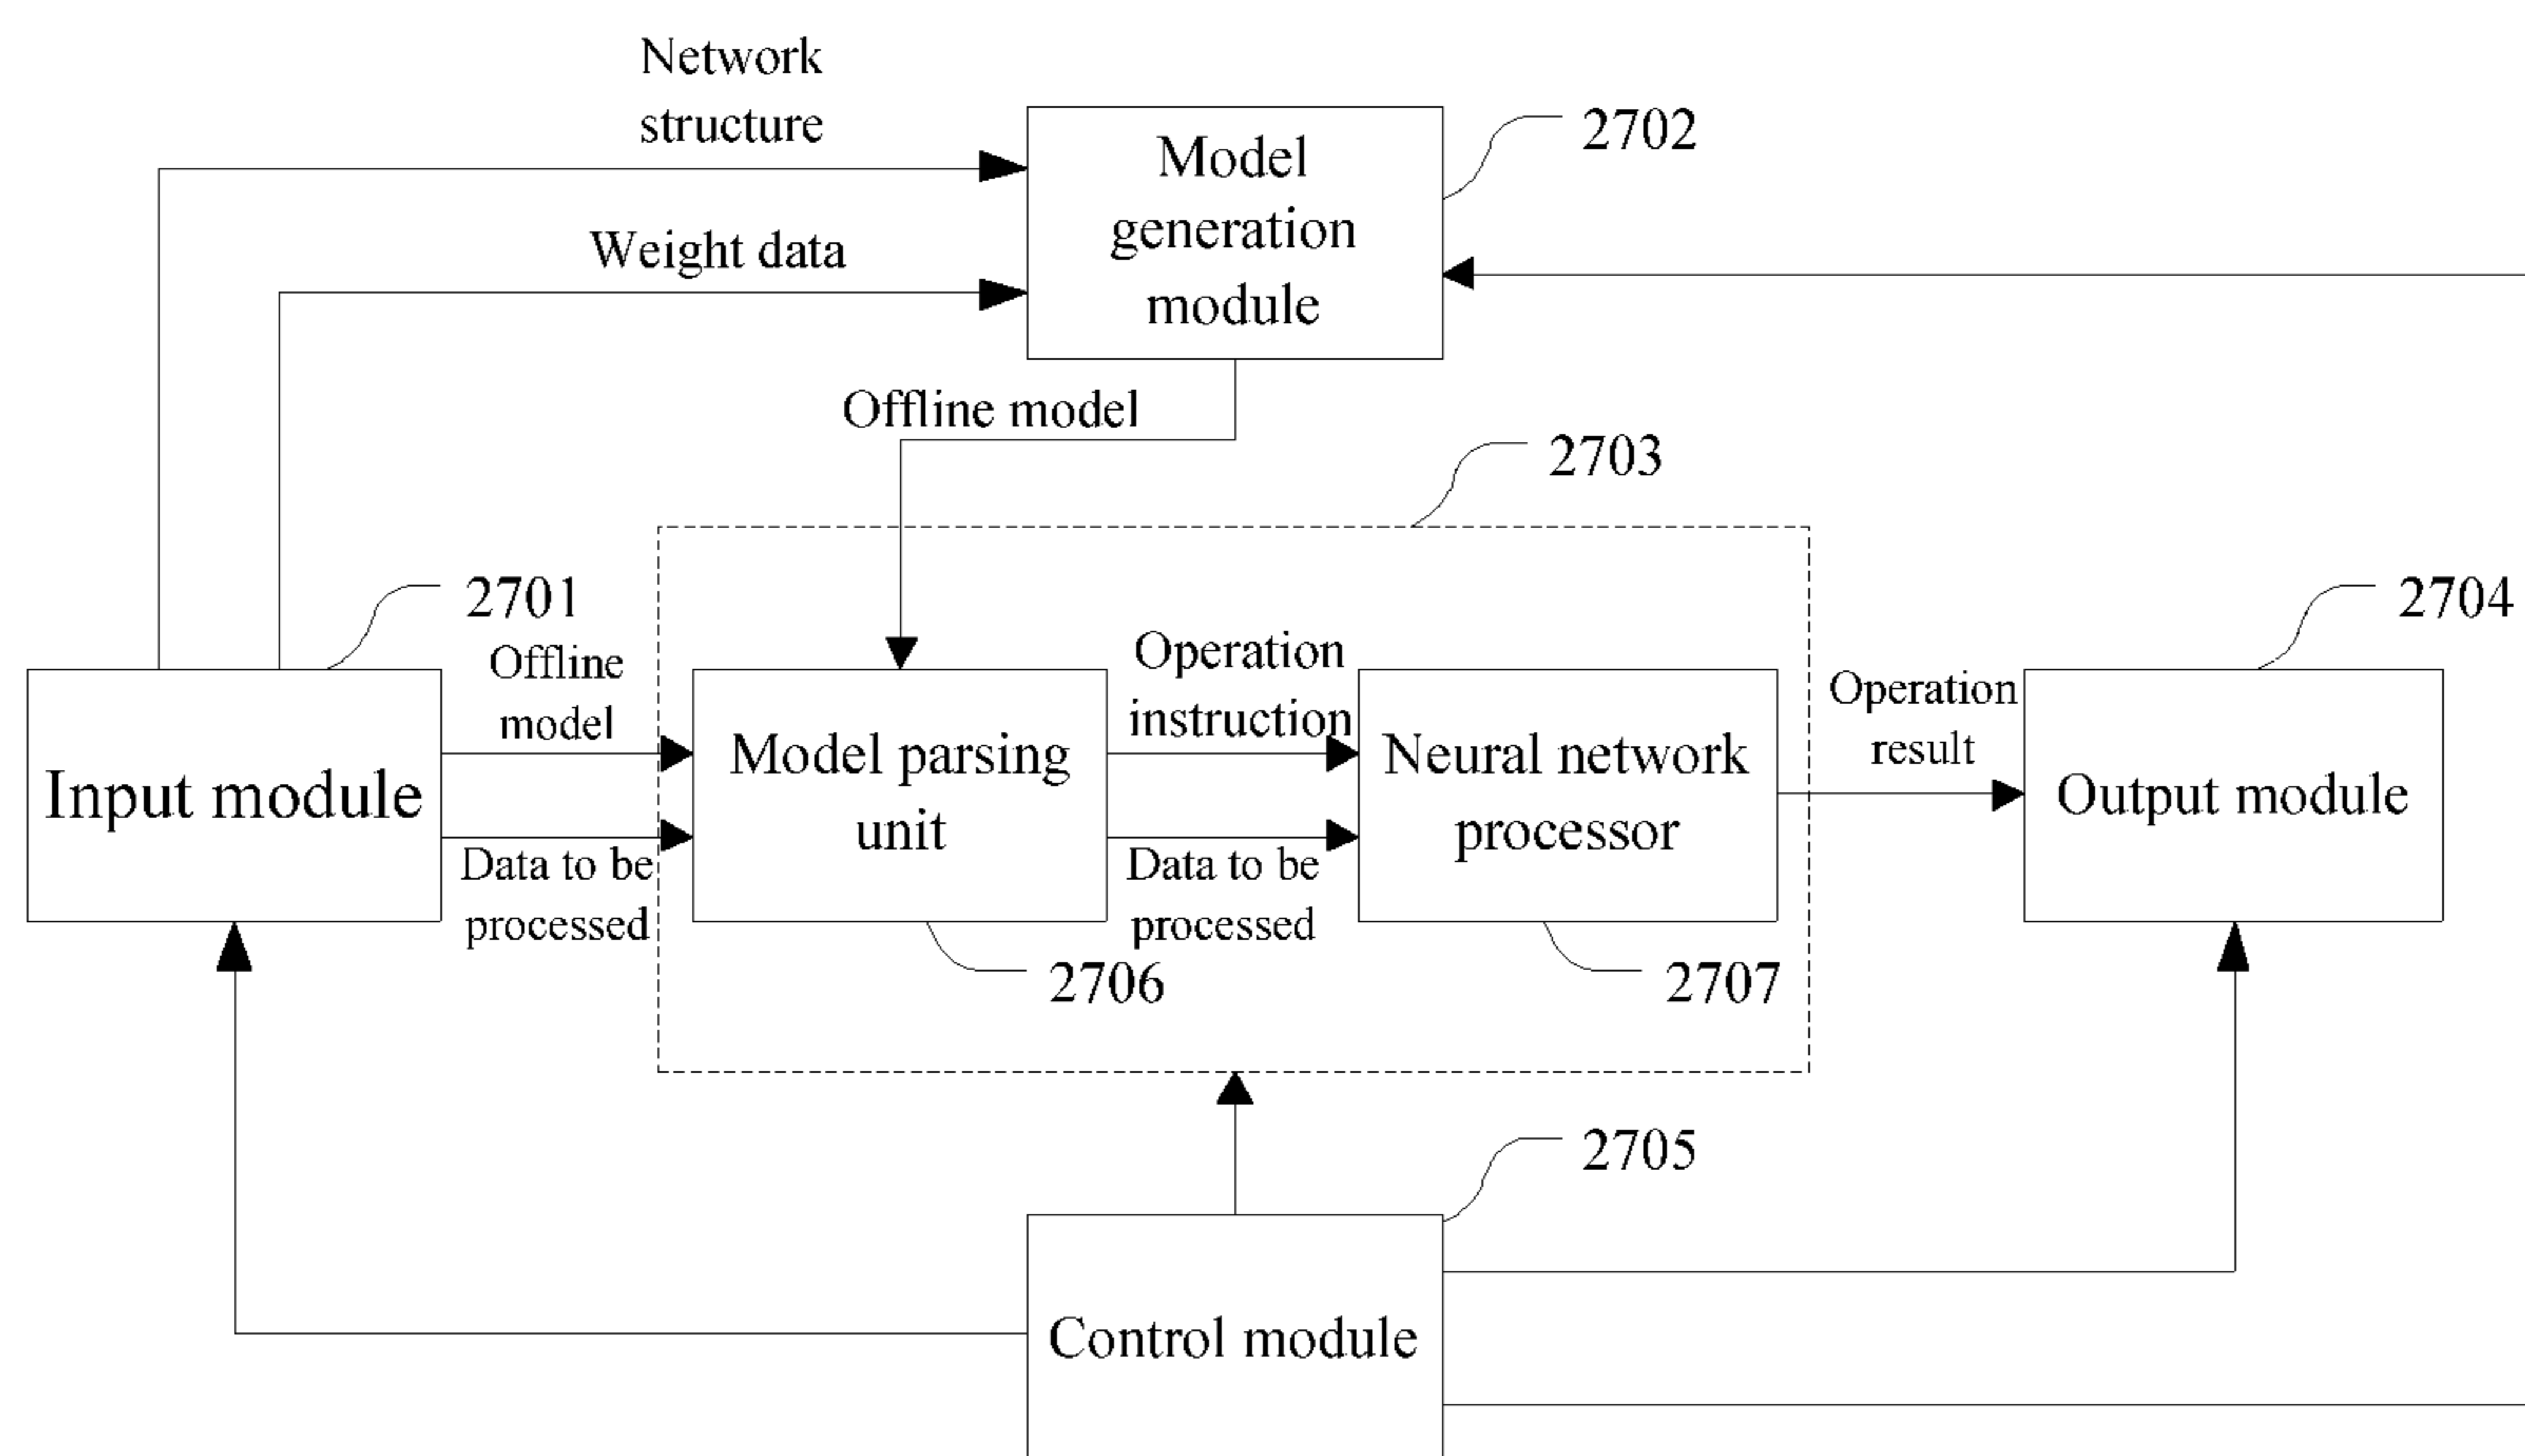 Network
structure
2702
Model
generation
module
Weight data
Offline model
2703
2701
2704
Offline
model
Operation
instruction
Operation
result
Input module
Model parsing
unit
Neural network
processor
Output module
Data to be
processed
Data to be
processed
2706
2707
2705
Control module